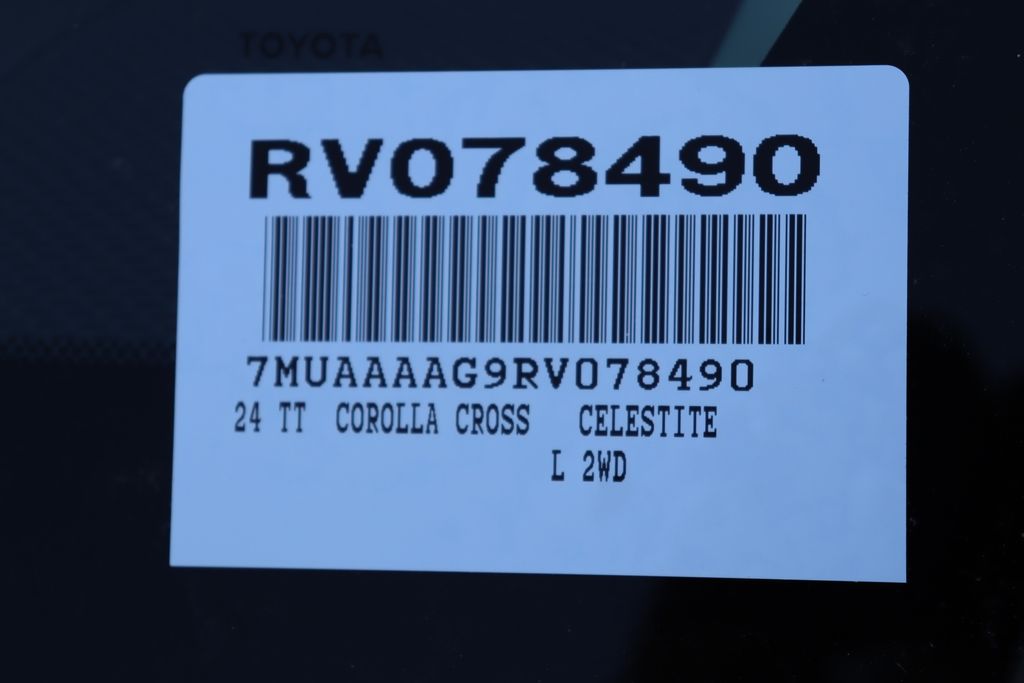 TOYOTA
RV078490
7MUAAAAG9RV078490
24 TT COROLLA CROSS CELESTITE
L 2WD